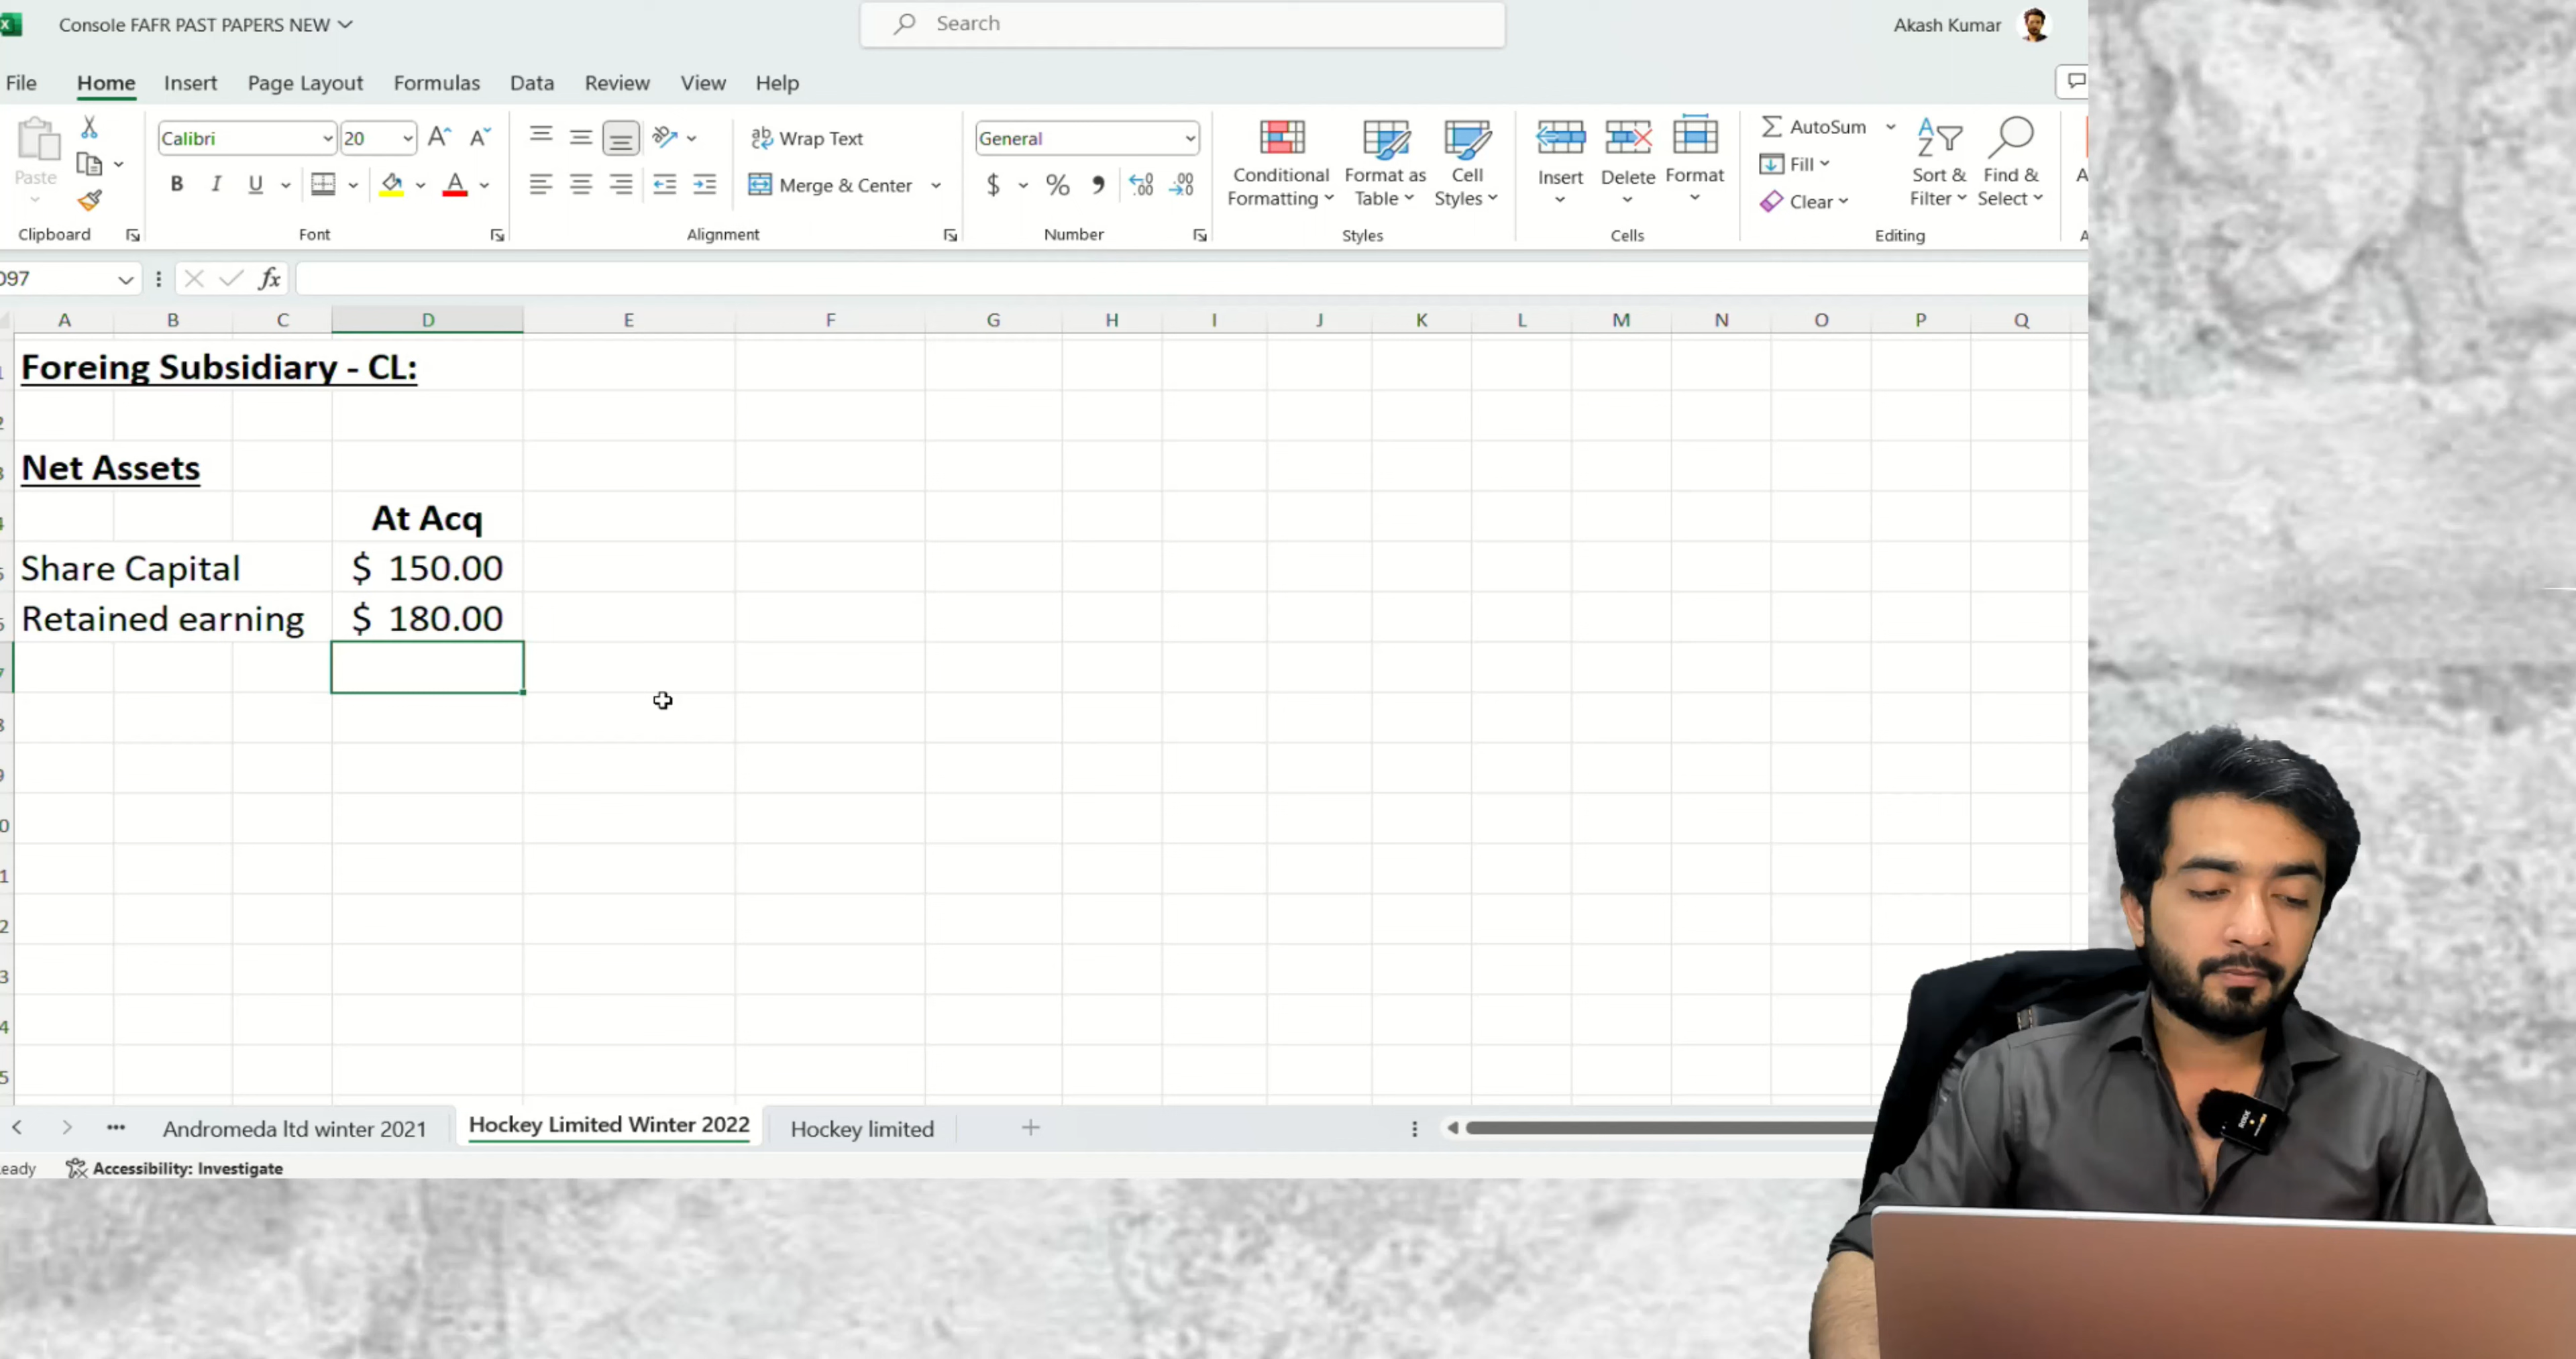 Console FAFR PAST PAPERS NEW
Search
Akash Kumar
File Home Insert Page Layout Formulas Data Review View Help
Paste
Clipboard
Calibri
20
B I U
Font
Wrap Text
Merge & Center
Alignment
General
$ % ,
Number
Conditional Formatting
Format as Table
Cell Styles
Styles
Insert
Delete
Format
Cells
AutoSum
Fill
Clear
Sort & Filter
Find & Select
Editing
fx
A B C D E F G H I J K L M N O P Q
Foreing Subsidiary - CL:
Net Assets
At Acq
Share Capital $ 150.00
Retained earning $ 180.00
Andromeda ltd winter 2021 Hockey Limited Winter 2022 Hockey limited
Accessibility: Investigate